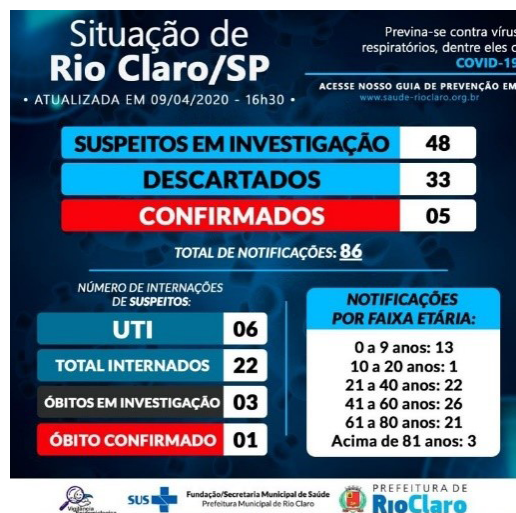 Situação de
Rio Claro/SP
• ATUALIZADA EM 09/04/2020 - 16h30 •
Previna-se contra vírus
respiratórios, dentre eles o
COVID-19
ACESSE NOSSO GUIA DE PREVENÇÃO EM
www.saude-rioclaro.org.br
SUSPEITOS EM INVESTIGAÇÃO 48
DESCARTADOS 33
CONFIRMADOS 05
TOTAL DE NOTIFICAÇÕES: 86
NÚMERO DE INTERNAÇÕES
DE SUSPEITOS:
UTI 06
TOTAL INTERNADOS 22
ÓBITOS EM INVESTIGAÇÃO 03
ÓBITO CONFIRMADO 01
NOTIFICAÇÕES
POR FAIXA ETÁRIA:
0 a 9 anos: 13
10 a 20 anos: 1
21 a 40 anos: 22
41 a 60 anos: 26
61 a 80 anos: 21
Acima de 81 anos: 3
Vigilância
SUS
Fundação/Secretaria Municipal de Saúde
Prefeitura Municipal de Rio Claro
PREFEITURA DE
RioClaro